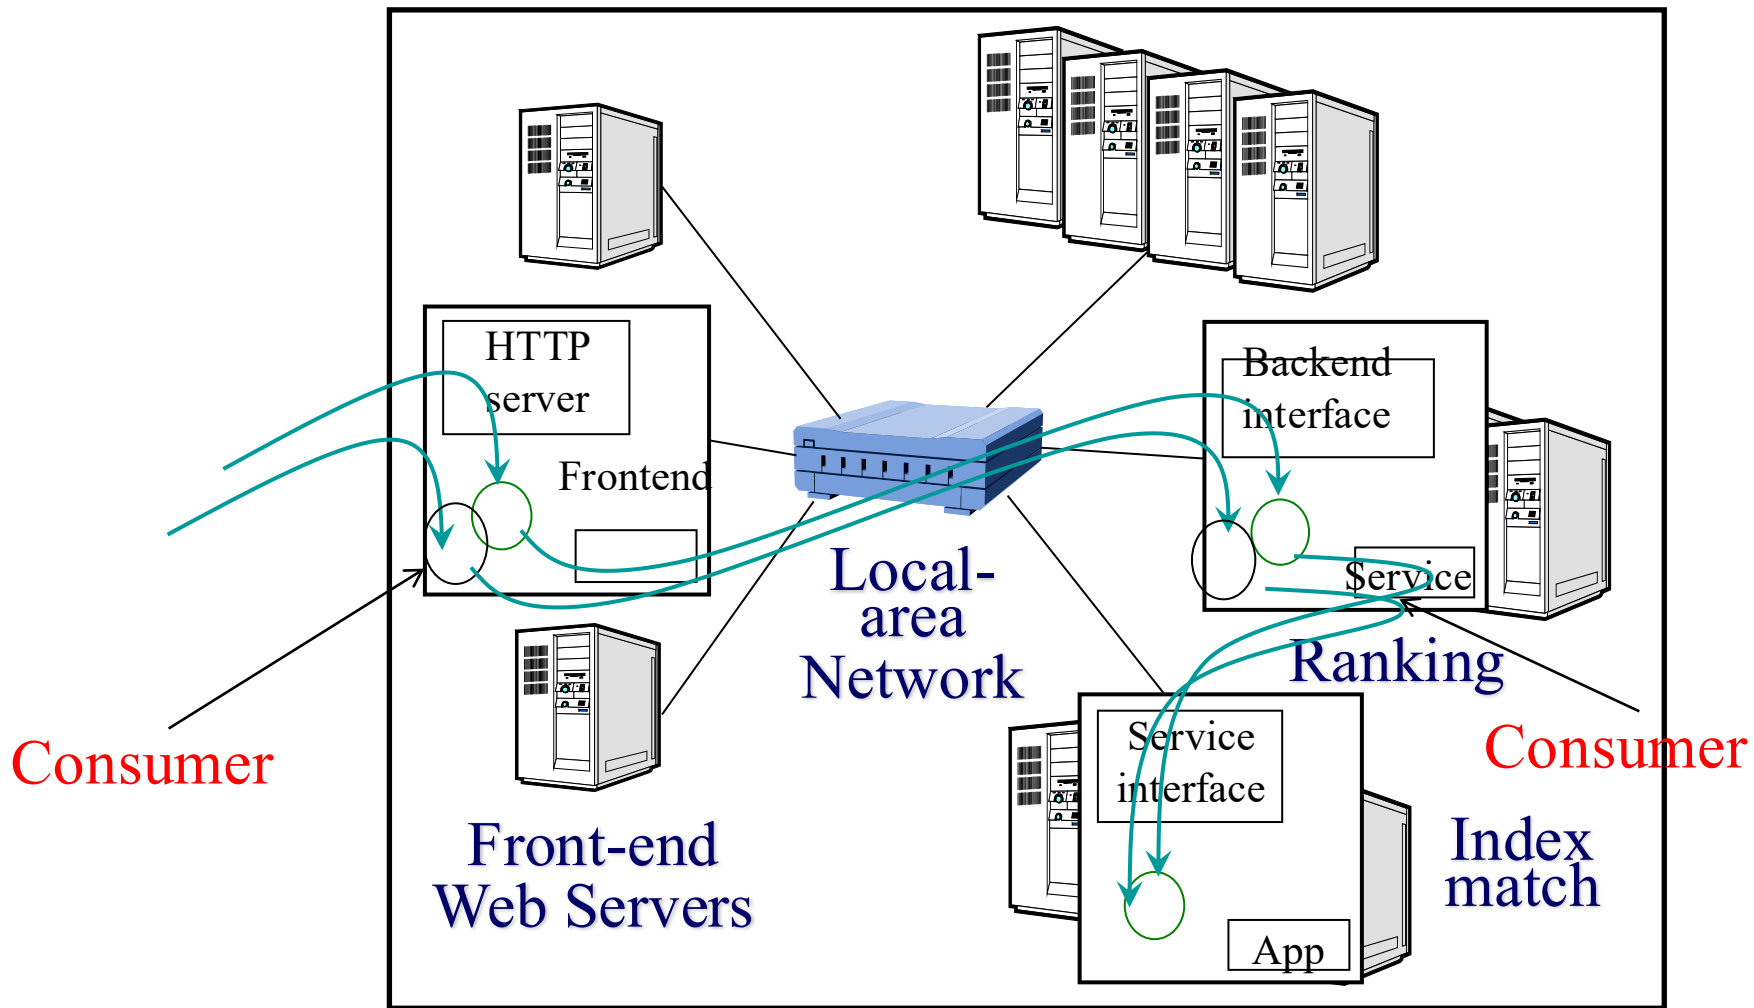 HTTP
server
Frontend
Backend
interface
Service
Local-
area
Network
Ranking
Consumer
Service
interface
Consumer
Front-end
Web Servers
Index
match
App